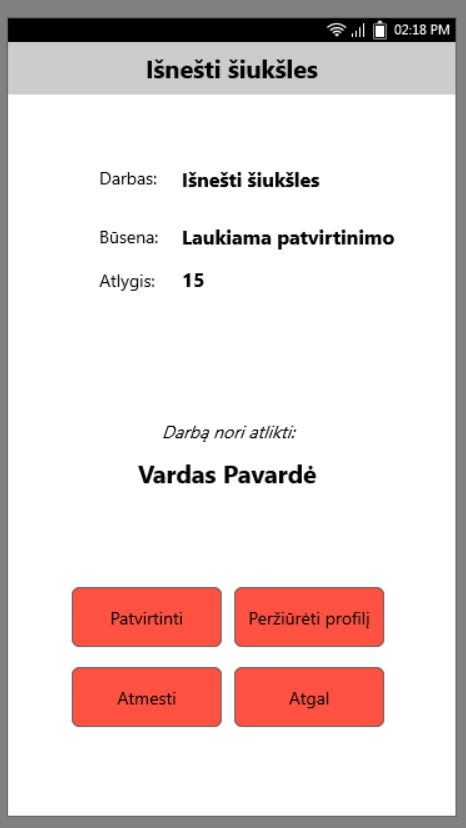 02:18 PM
Išnešti šiukšles
Darbas: Išnešti šiukšles
Būsena: Laukiama patvirtinimo
Atlygis: 15
Darbą nori atlikti:
Vardas Pavardė
Patvirtinti Peržiūrėti profilį
Atmesti Atgal